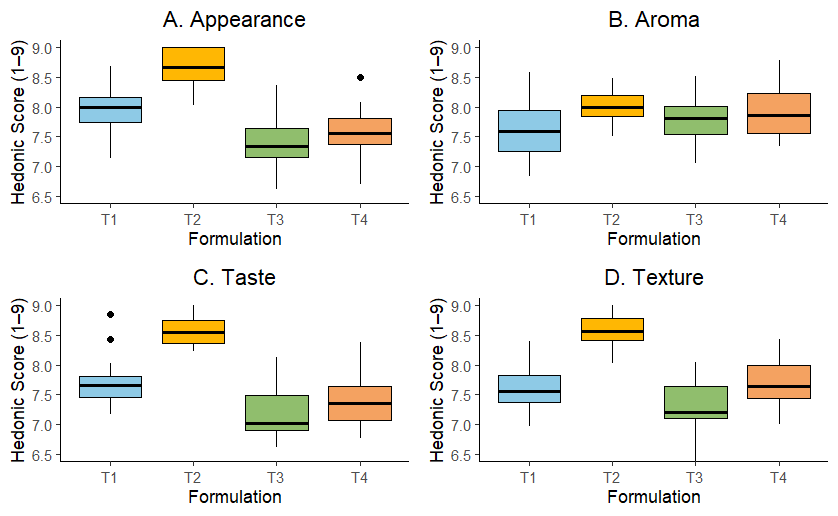 A. Appearance
Hedonic Score (1–9)
9.0
8.5
8.0
7.5
7.0
6.5
T1 T2 T3 T4
Formulation
B. Aroma
Hedonic Score (1–9)
9.0
8.5
8.0
7.5
7.0
6.5
T1 T2 T3 T4
Formulation
C. Taste
Hedonic Score (1–9)
9.0
8.5
8.0
7.5
7.0
6.5
T1 T2 T3 T4
Formulation
D. Texture
Hedonic Score (1–9)
9.0
8.5
8.0
7.5
7.0
6.5
T1 T2 T3 T4
Formulation